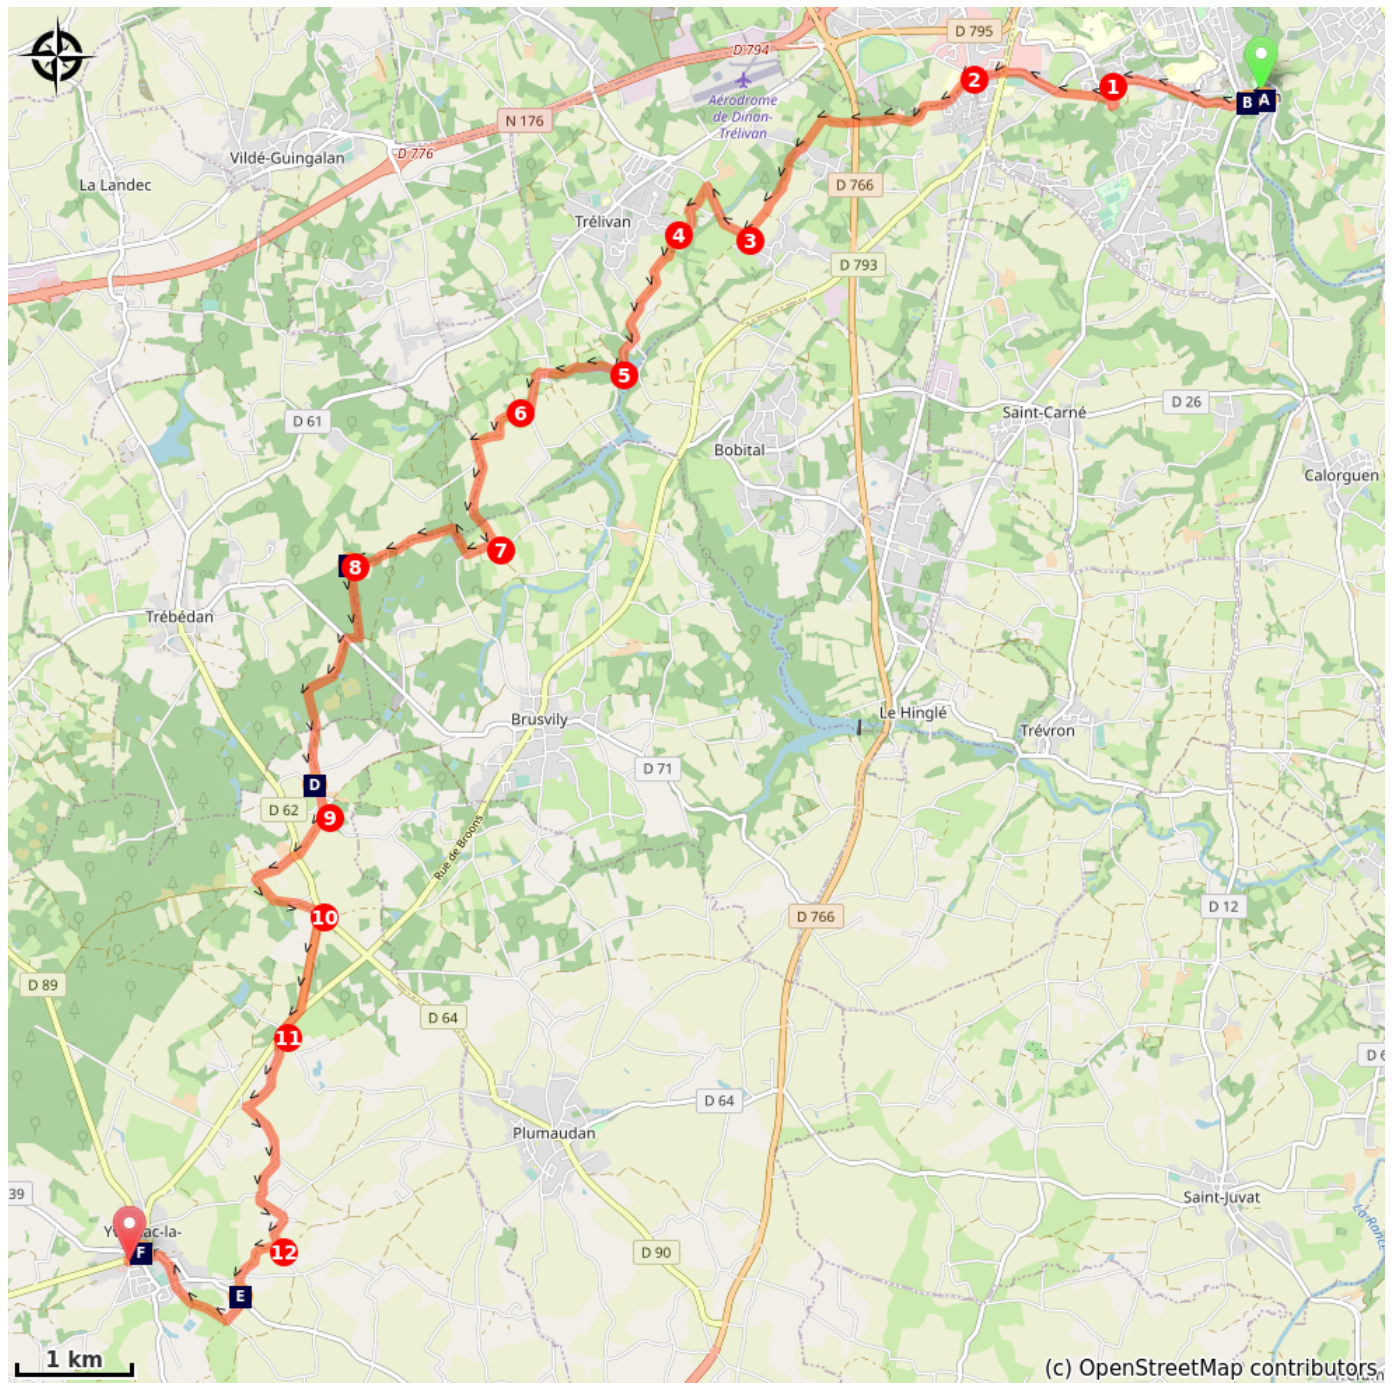 D 795
D 794
2
1
B
A
Aérodrome
de Dinan-
Trélivan
N 176
D 776
Vildé-Guingalan
La Landec
D 766
Trélivan
4
3
D 793
5
6
D 61
D 26
Saint-Carné
Bobital
Calorguen
7
8
Trébédan
Brusvily
Le Hinglé
Trévron
D 71
D
D 62
9
Rue de Broons
10
D 766
D 12
D 89
D 64
11
D 6
D 64
Plumaudan
39
Saint-Juvat
La Rance
F
12
D 90
E
1 km
(c) OpenStreetMap contributors